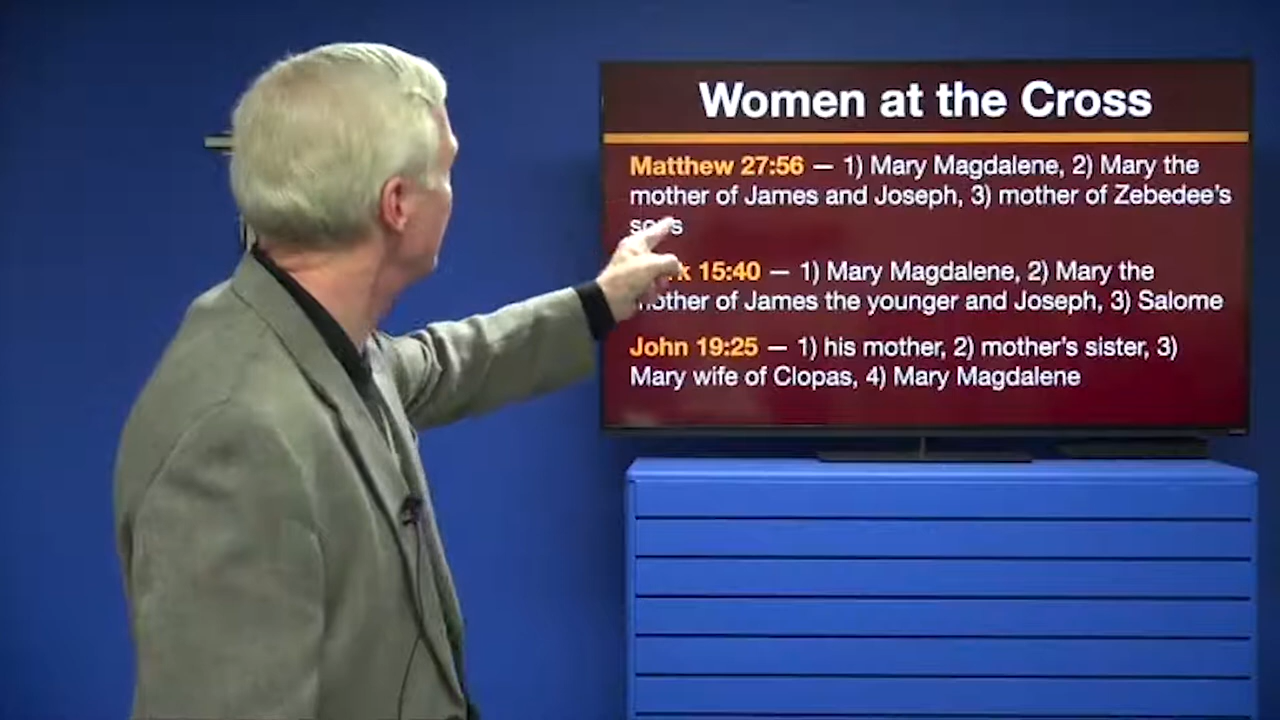 Women at the Cross
Matthew 27:56 — 1) Mary Magdalene, 2) Mary the
mother of James and Joseph, 3) mother of Zebedee's
sons
15:40 — 1) Mary Magdalene, 2) Mary the
mother of James the younger and Joseph, 3) Salome
John 19:25 — 1) his mother, 2) mother's sister, 3)
Mary wife of Clopas, 4) Mary Magdalene